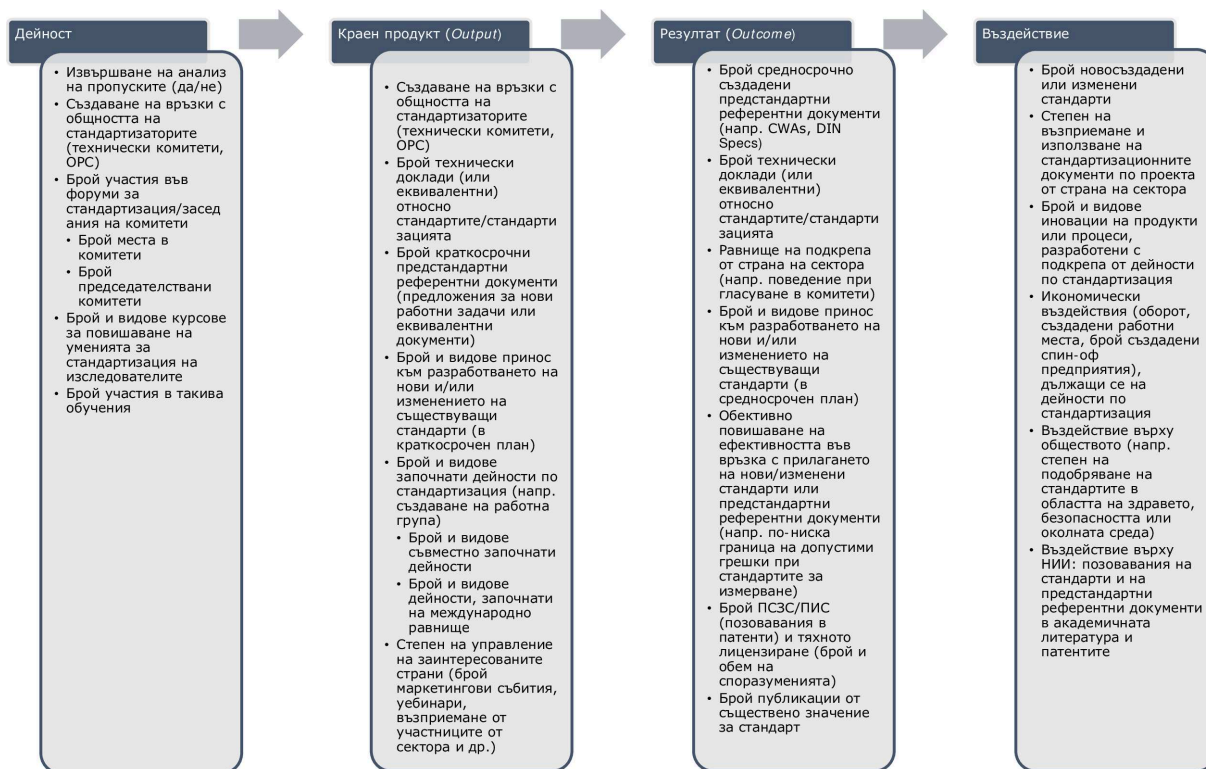 Дейност
• Извършване на анализ
на пропуските (да/не)
• Създаване на връзки с
общността на
стандартизаторите
(технически комитети,
ОРС)
• Брой участия във
форуми за
стандартизация/засед
ания на комитети
• Брой места в
комитети
• Брой
председателствани
комитети
• Брой и видове курсове
за повишаване на
уменията за
стандартизация на
изследователите
• Брой участия в такива
обучения
Краен продукт (Output)
• Създаване на връзки с
общността на
стандартизаторите
(технически комитети,
ОРС)
• Брой технически
доклади (или
еквивалентни)
относно
стандартите/стандарти
зацията
• Брой краткосрочни
предстандартни
референтни документи
(предложения за нови
работни задачи или
еквивалентни
документи)
• Брой и видове принос
към разработването на
нови и/или
изменението на
съществуващи
стандарти (в
краткосрочен план)
• Брой и видове
започнати дейности по
стандартизация (напр.
създаване на работна
група)
• Брой и видове
съвместно започнати
дейности
• Брой и видове
дейности, започнати
на международно
равнище
• Степен на управление
на заинтересованите
страни (брой
маркетингови събития,
уебинари,
възприемане от
участниците от
сектора и др.)
Резултат (Outcome)
• Брой средносрочно
създадени
предстандартни
референтни документи
(напр. CWAs, DIN
Specs)
• Брой технически
доклади (или
еквивалентни)
относно
стандартите/стандарти
зацията
• Равнище на подкрепа
от страна на сектора
(напр. поведение при
гласуване в комитети)
• Брой и видове принос
към разработването на
нови и/или
изменението на
съществуващи
стандарти (в
средносрочен план)
• Обективно
повишаване на
ефективността във
връзка с прилагането
на нови/изменени
стандарти или
предстандартни
референтни документи
(напр. по-ниска
граница на допустими
грешки при
стандартите за
измерване)
• Брой ПСЗС/ПИС
(позовавания в
патенти) и тяхното
лицензиране (брой и
обем на
споразуменията)
• Брой публикации от
съществено значение
за стандарт
Въздействие
• Брой новосъздадени
или изменени
стандарти
• Степен на
възприемане и
използване на
стандартизационните
документи по проекта
от страна на сектора
• Брой и видове
иновации на продукти
или процеси,
разработени с
подкрепа от дейности
по стандартизация
• Икономически
въздействия (оборот,
създадени работни
места, брой създадени
спин-оф
предприятия),
дължащи се на
дейности по
стандартизация
• Въздействие върху
обществото (напр.
степен на
подобряване на
стандартите в
областта на здравето,
безопасността или
околната среда)
• Въздействие върху
НИИ: позовавания на
стандарти и на
предстандартни
референтни документи
в академичната
литература и
патентите